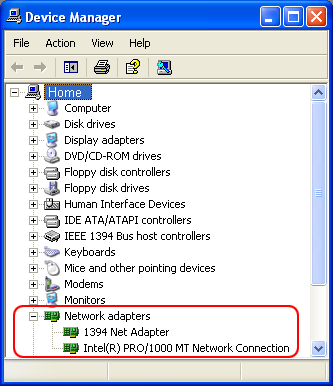 Device Manager
File Action View Help
Home
Computer
Disk drives
Display adapters
DVD/CD-ROM drives
Floppy disk controllers
Floppy disk drives
Human Interface Devices
IDE ATA/ATAPI controllers
IEEE 1394 Bus host controllers
Keyboards
Mice and other pointing devices
Modems
Monitors
Network adapters
1394 Net Adapter
Intel(R) PRO/1000 MT Network Connection